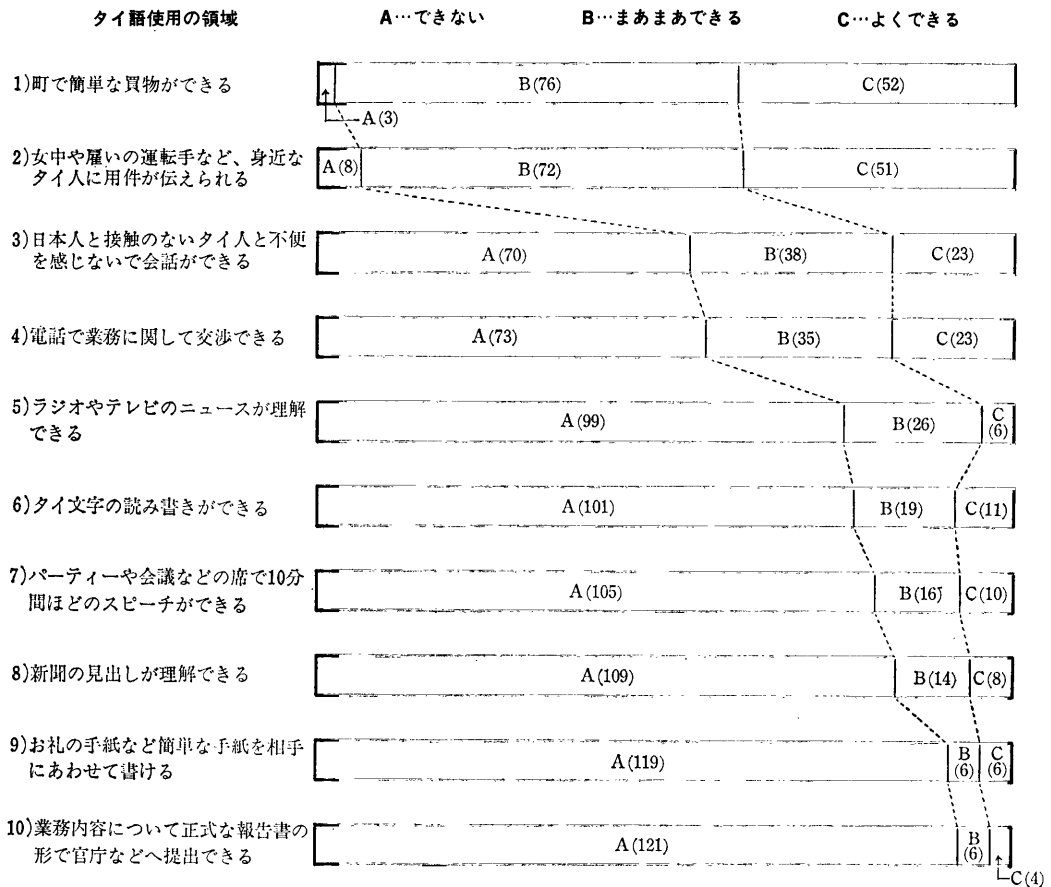 タイ語使用の領域 A…できない B…まあまあできる C…よくできる
1)町で簡単な買物ができる
A(3) B(76) C(52)
2)女中や雇いの運転手など、身近な
タイ人に用件が伝えられる
A(8) B(72) C(51)
3)日本人と接触のないタイ人と不便
を感じないで会話ができる
A(70) B(38) C(23)
4)電話で業務に関して交渉できる
A(73) B(35) C(23)
5)ラジオやテレビのニュースが理解
できる
A(99) B(26) C(6)
6)タイ文字の読み書きができる
A(101) B(19) C(11)
7)パーティーや会議などの席で10分
間ほどのスピーチができる
A(105) B(16) C(10)
8)新聞の見出しが理解できる
A(109) B(14) C(8)
9)お礼の手紙など簡単な手紙を相手
にあわせて書ける
A(119) B(6) C(6)
10)業務内容について正式な報告書の
形で官庁などへ提出できる
A(121) B(6) C(4)